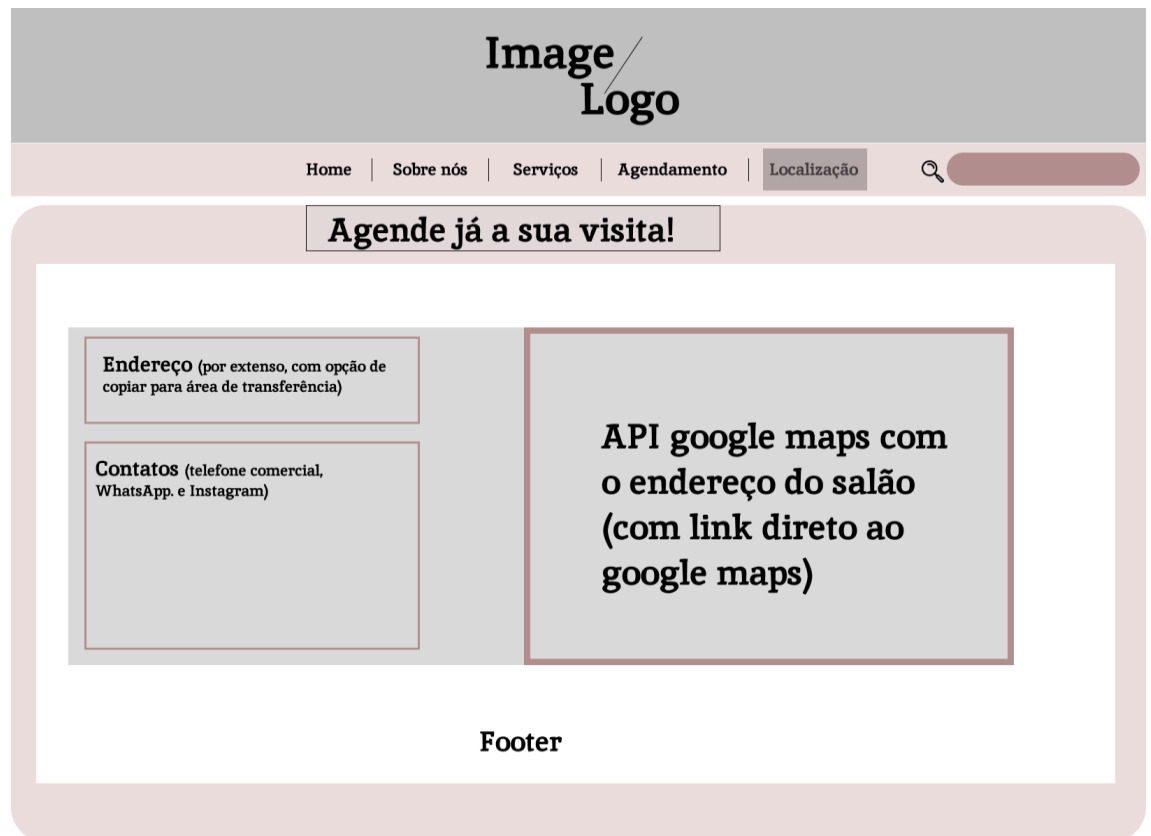 Image
Logo
Home
Sobre nós
Serviços
Agendamento
Localização
Agende já a sua visita!
Endereço (por extenso, com opção de
copiar para área de transferência)
Contatos (telefone comercial,
WhatsApp. e Instagram)
API google maps com
o endereço do salão
(com link direto ao
google maps)
Footer